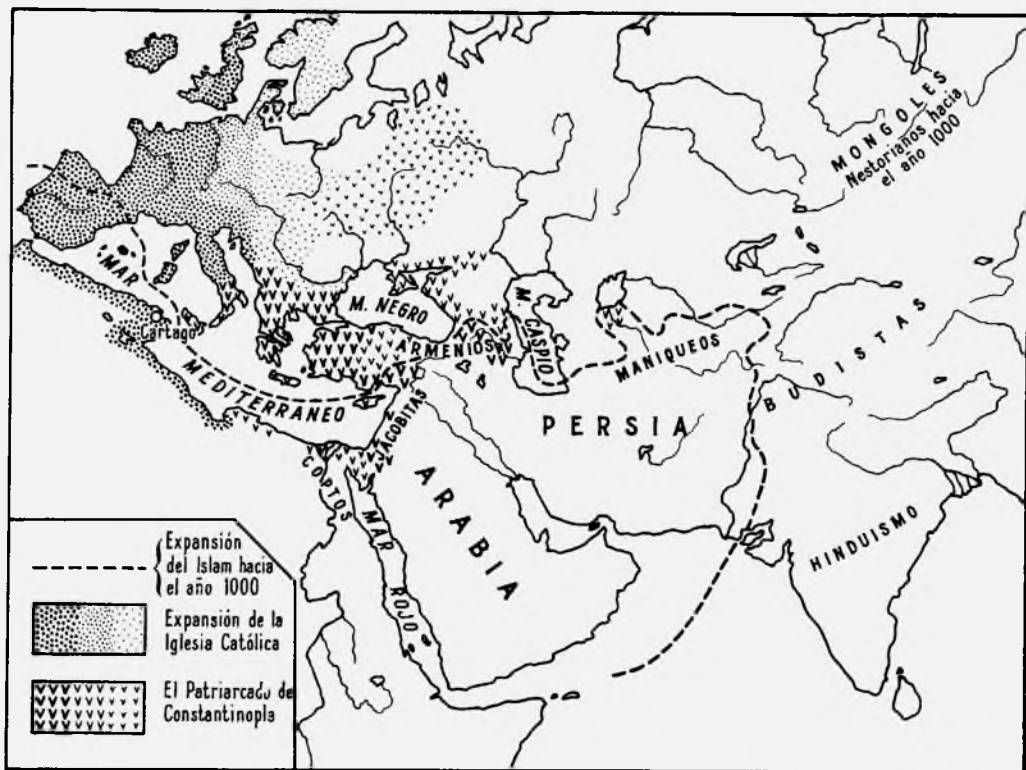 MONGOLES
Nestorianos hacia
el año 1000
MAR
Cartago
MEDITERRANEO
M. NEGRO
ARMENIOS
M. CASPIO
MANIQUEOS
BUDISTAS
PERSIA
JACOBITAS
COPTOS
MAR
ROJO
ARABIA
HINDUISMO
Expansión
del Islam hacia
el año 1000
Expansión de la
Iglesia Católica
El Patriarcado de
Constantinopla